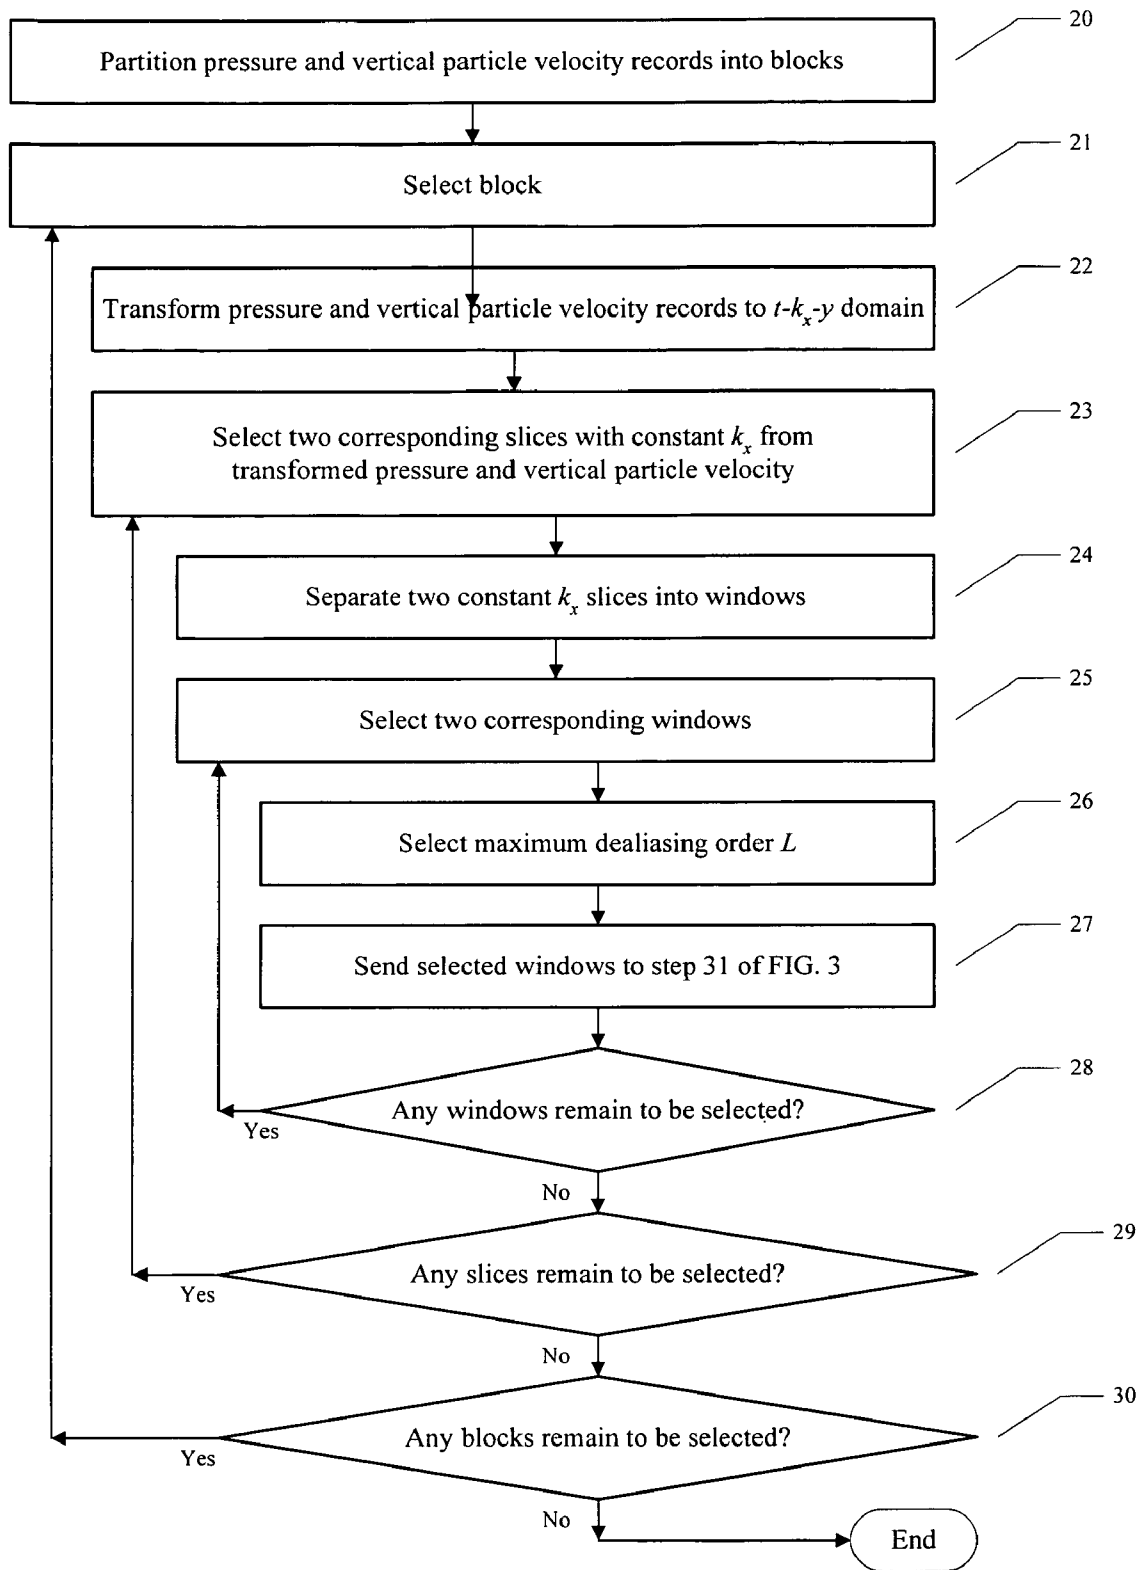 20
Partition pressure and vertical particle velocity records into blocks
21
Select block
22
Transform pressure and vertical particle velocity records to t-kₓ-y domain
23
Select two corresponding slices with constant kₓ from
transformed pressure and vertical particle velocity
24
Separate two constant kₓ slices into windows
25
Select two corresponding windows
26
Select maximum dealiasing order L
27
Send selected windows to step 31 of FIG. 3
28
Any windows remain to be selected?
Yes
No
29
Any slices remain to be selected?
Yes
No
30
Any blocks remain to be selected?
Yes
No
End